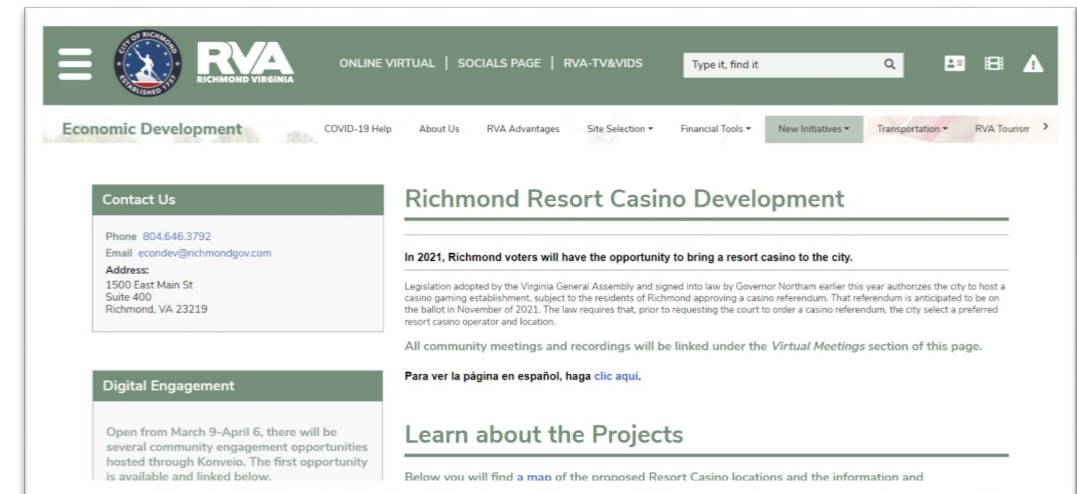 CITY OF RICHMOND
ESTABLISHED 1737
RVA
RICHMOND VIRGINIA
ONLINE VIRTUAL | SOCIALS PAGE | RVA-TV&VIDS
Type it, find it
Economic Development
COVID-19 Help About Us RVA Advantages Site Selection Financial Tools New Initiatives Transportation RVA Tourism
Contact Us
Phone 804.646.3792
Email econdev@richmondgov.com
Address:
1500 East Main St
Suite 400
Richmond, VA 23219
Digital Engagement
Open from March 9-April 6, there will be
several community engagement opportunities
hosted through Konveio. The first opportunity
is available and linked below.
Richmond Resort Casino Development
In 2021, Richmond voters will have the opportunity to bring a resort casino to the city.
Legislation adopted by the Virginia General Assembly and signed into law by Governor Northam earlier this year authorizes the city to host a
casino gaming establishment, subject to the residents of Richmond approving a casino referendum. That referendum is anticipated to be on
the ballot in November of 2021. The law requires that, prior to requesting the court to order a casino referendum, the city select a preferred
resort casino operator and location.
All community meetings and recordings will be linked under the Virtual Meetings section of this page.
Para ver la página en español, haga clic aquí.
Learn about the Projects
Below you will find a map of the proposed Resort Casino locations and the information and